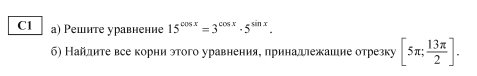 С1 а) Решите уравнение 15^{cos x} = 3^{cos x} · 5^{sin x}.
б) Найдите все корни этого уравнения, принадлежащие отрезку [5π; 13π/2].